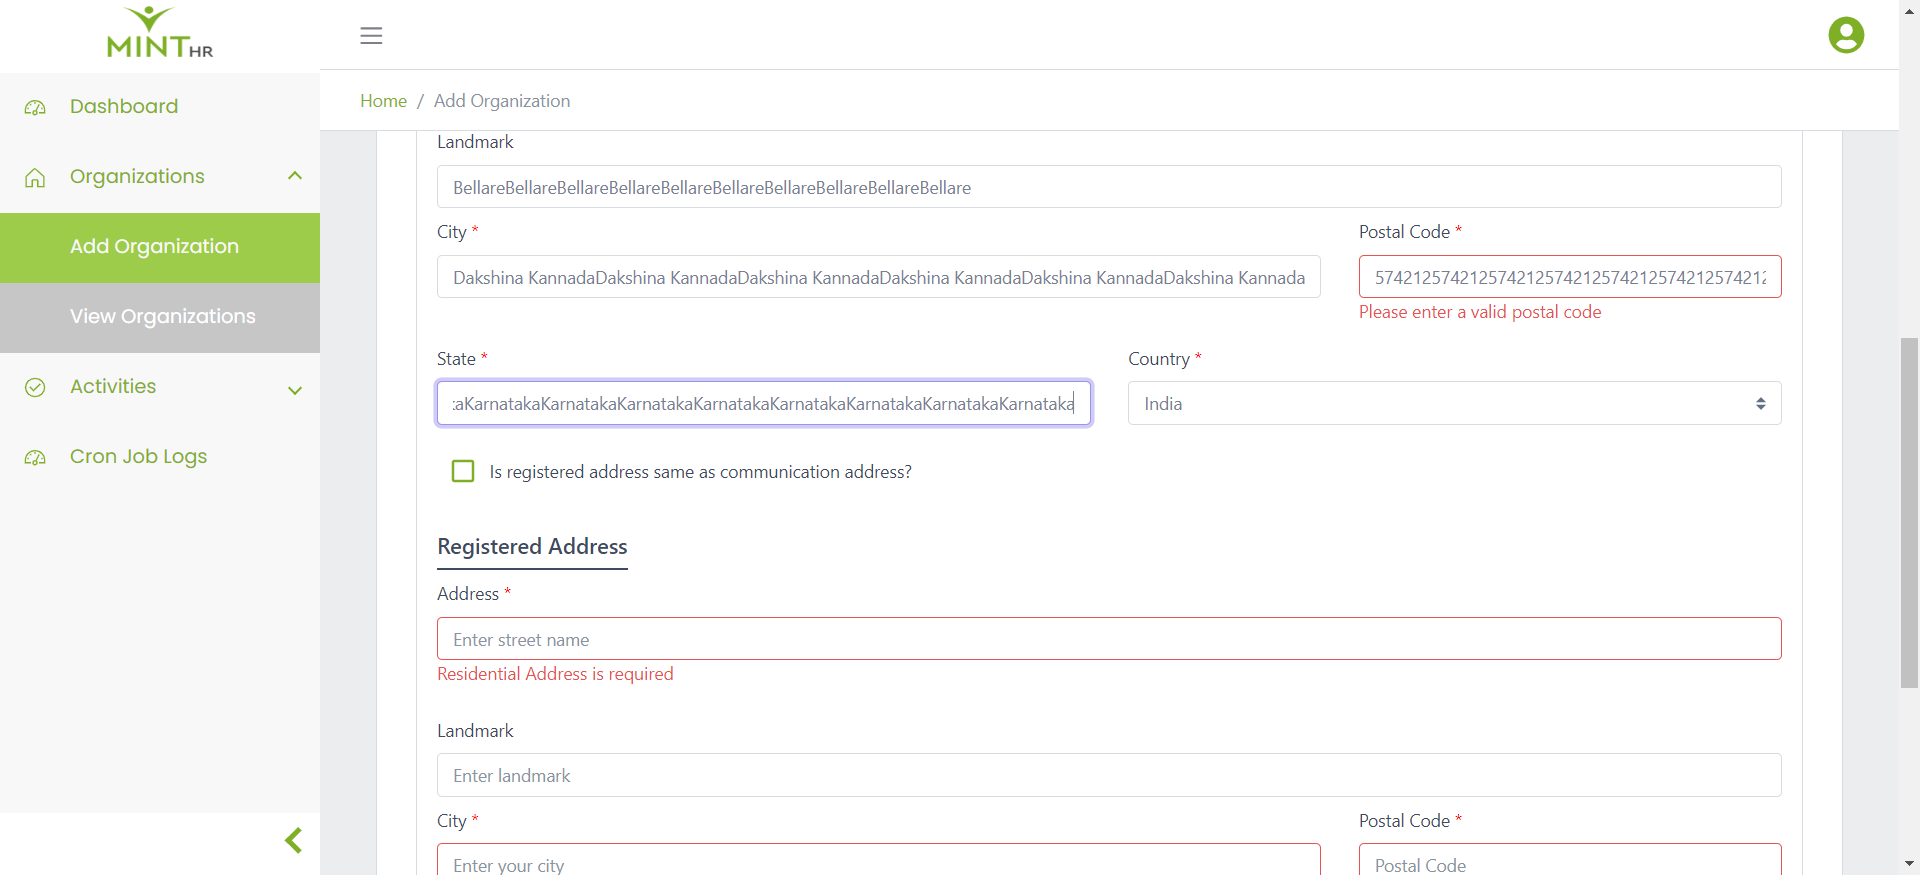 MINTHR
Dashboard
Organizations
Add Organization
View Organizations
Activities
Cron Job Logs
Home / Add Organization
Landmark
BellareBellareBellareBellareBellareBellareBellareBellareBellareBellare
City *
Postal Code *
Dakshina KannadaDakshina KannadaDakshina KannadaDakshina KannadaDakshina KannadaDakshina Kannada
574212574212574212574212574212574212574212
Please enter a valid postal code
State *
Country *
kaKarnatakaKarnatakaKarnatakaKarnatakaKarnatakaKarnatakaKarnatakaKarnataka
India
Is registered address same as communication address?
Registered Address
Address *
Enter street name
Residential Address is required
Landmark
Enter landmark
City *
Postal Code *
Enter your city
Postal Code